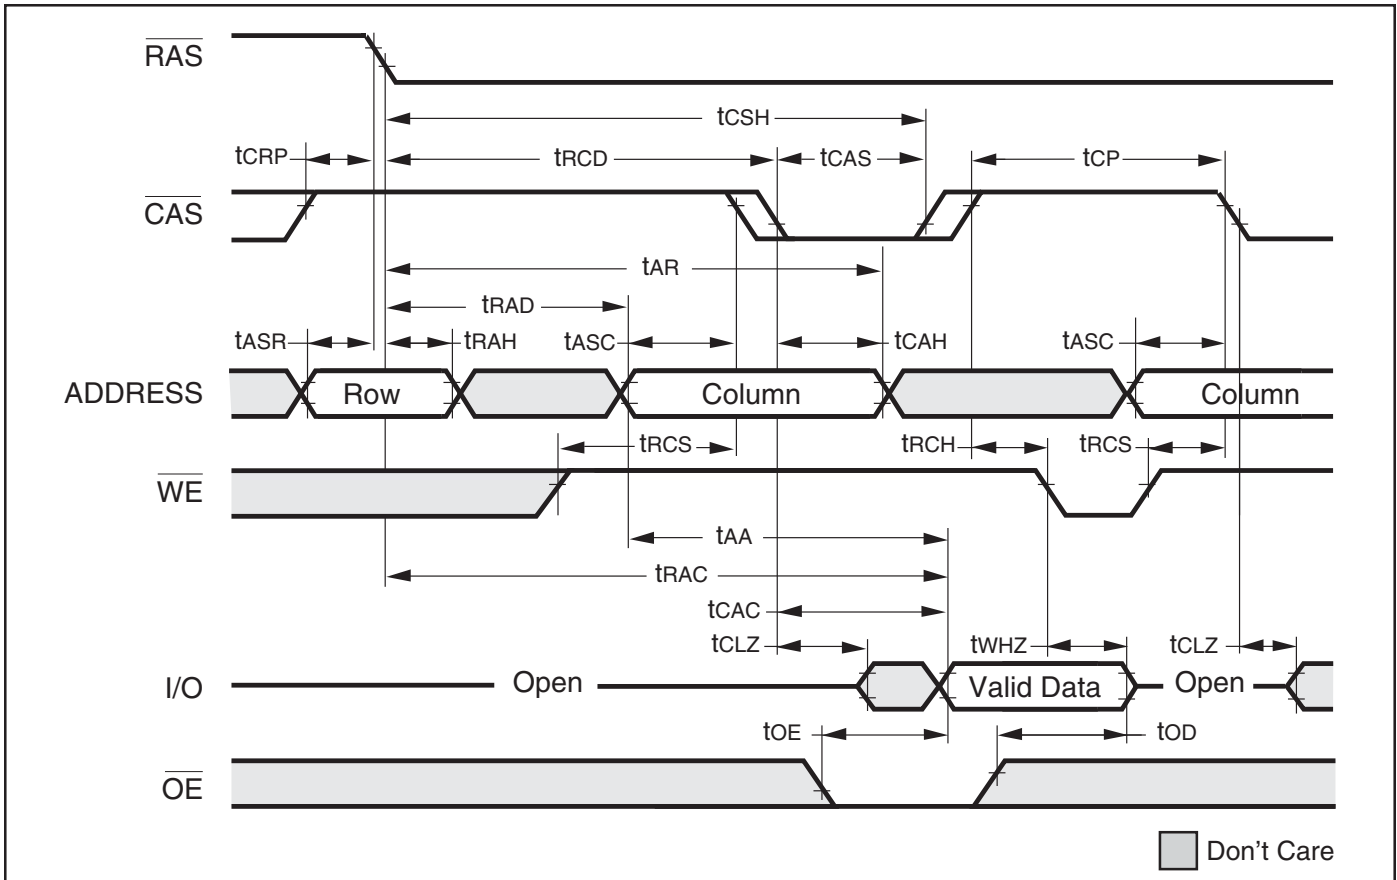 RAS
tCSH
tCRP tRCD tCAS tCP
CAS
tAR
tRAD
tASR tRAH tASC tCAH tASC
ADDRESS Row Column Column
tRCS tRCH tRCS
WE
tAA
tRAC
tCAC
tCLZ tWHZ tCLZ
I/O Open Valid Data Open
tOE tOD
OE
Don't Care